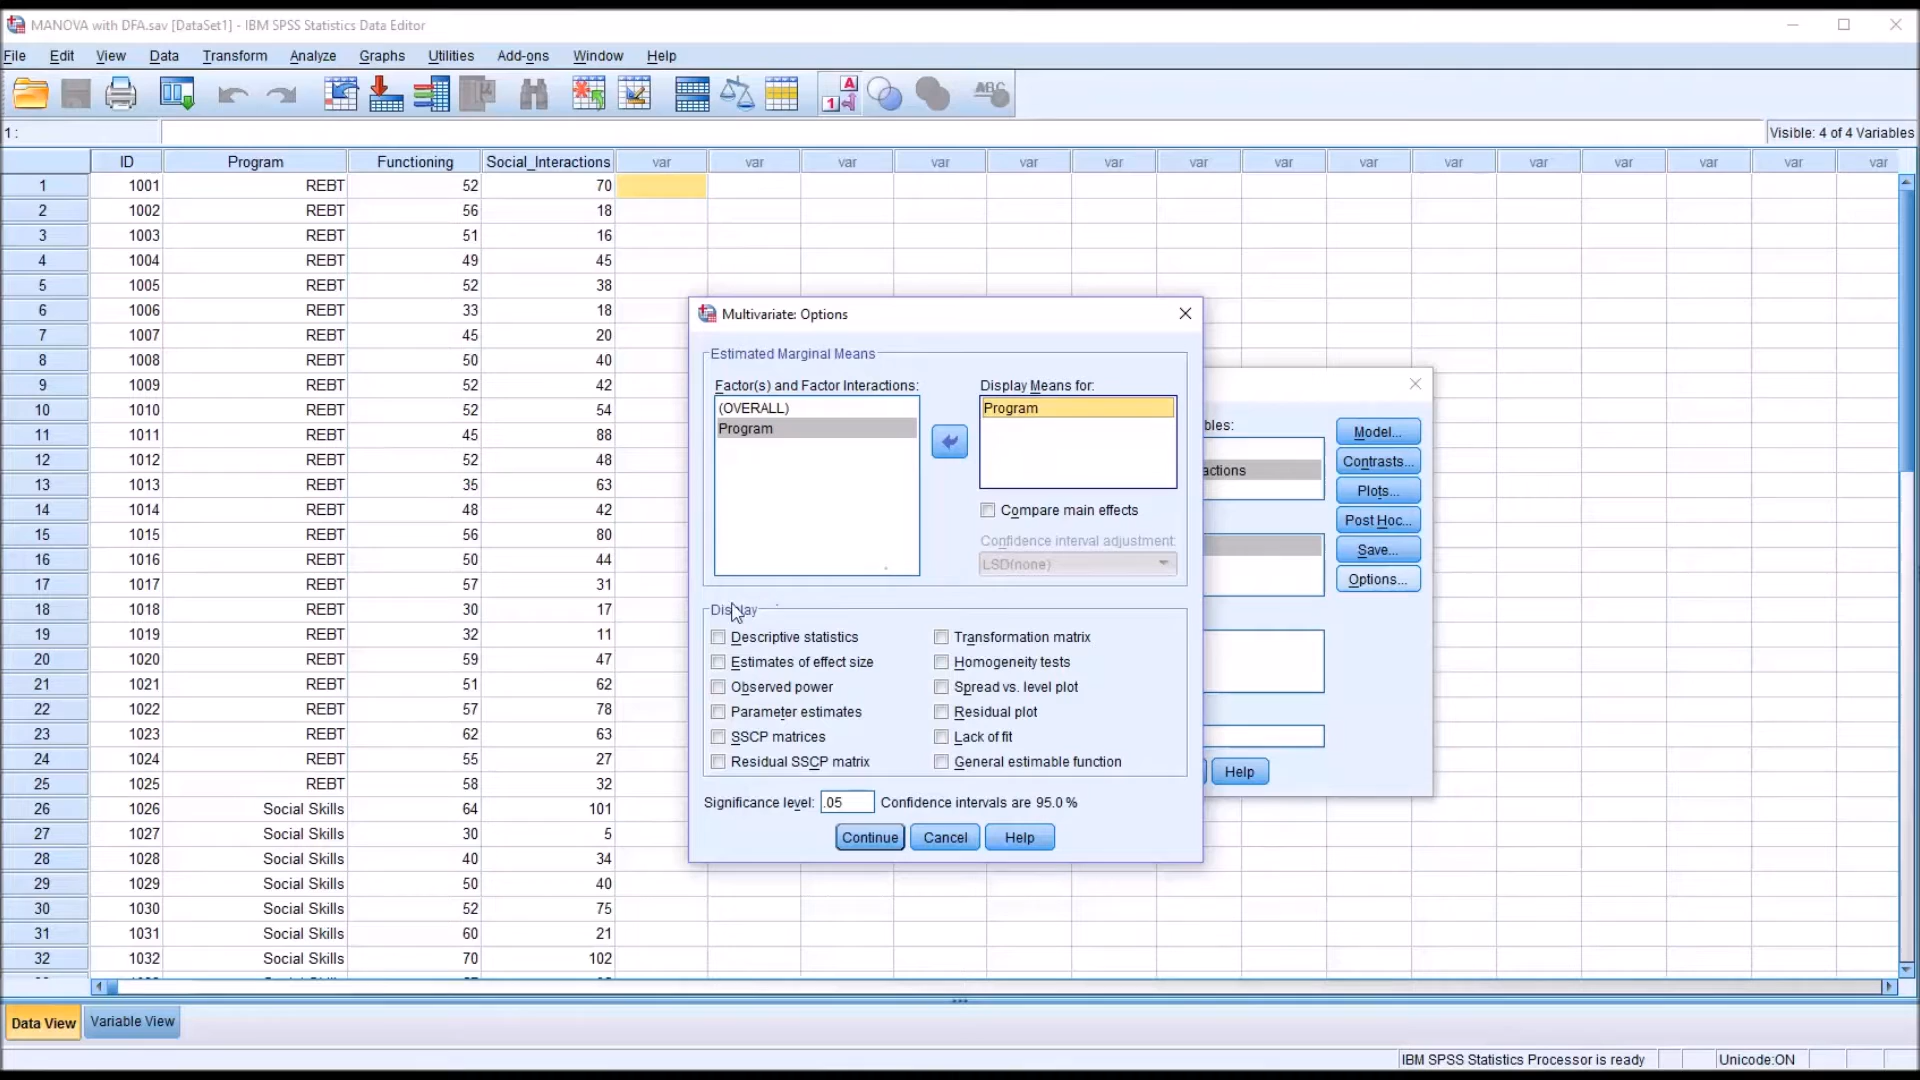 MANOVA with DFA.sav [DataSet1] - IBM SPSS Statistics Data Editor
File Edit View Data Transform Analyze Graphs Utilities Add-ons Window Help
1 A ABC
1 : Visible: 4 of 4 Variables
ID Program Functioning Social_Interactions var var var var var var var var var var var var var var
1 1001 REBT 52 70
2 1002 REBT 56 18
3 1003 REBT 51 16
4 1004 REBT 49 45
5 1005 REBT 52 38
6 1006 REBT 33 18
7 1007 REBT 45 20
8 1008 REBT 50 40
9 1009 REBT 52 42
10 1010 REBT 52 54
11 1011 REBT 45 88
12 1012 REBT 52 48
13 1013 REBT 35 63
14 1014 REBT 48 42
15 1015 REBT 56 80
16 1016 REBT 50 44
17 1017 REBT 57 31
18 1018 REBT 30 17
19 1019 REBT 32 11
20 1020 REBT 59 47
21 1021 REBT 51 62
22 1022 REBT 57 78
23 1023 REBT 62 63
24 1024 REBT 55 27
25 1025 REBT 58 32
26 1026 Social Skills 64 101
27 1027 Social Skills 30 5
28 1028 Social Skills 40 34
29 1029 Social Skills 50 40
30 1030 Social Skills 52 75
31 1031 Social Skills 60 21
32 1032 Social Skills 70 102
Multivariate: Options
Estimated Marginal Means
Factor(s) and Factor Interactions: Display Means for:
(OVERALL) Program
Program
Compare main effects
Confidence interval adjustment:
LSD(none)
Display
Descriptive statistics Transformation matrix
Estimates of effect size Homogeneity tests
Observed power Spread vs. level plot
Parameter estimates Residual plot
SSCP matrices Lack of fit
Residual SSCP matrix General estimable function
Significance level: .05 Confidence intervals are 95.0 %
Continue Cancel Help
bles:
actions
Model...
Contrasts...
Plots...
Post Hoc...
Save...
Options...
Help
Data View Variable View
IBM SPSS Statistics Processor is ready Unicode:ON